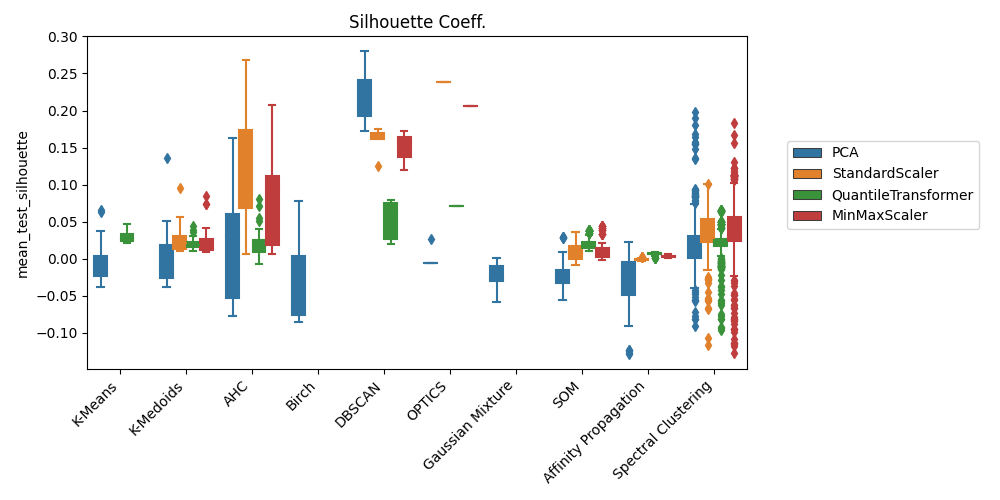 Silhouette Coeff.
mean_test_silhouette
0.30
0.25
0.20
0.15
0.10
0.05
0.00
−0.05
−0.10
K-Means
K-Medoids
AHC
Birch
DBSCAN
OPTICS
Gaussian Mixture
SOM
Affinity Propagation
Spectral Clustering
PCA
StandardScaler
QuantileTransformer
MinMaxScaler